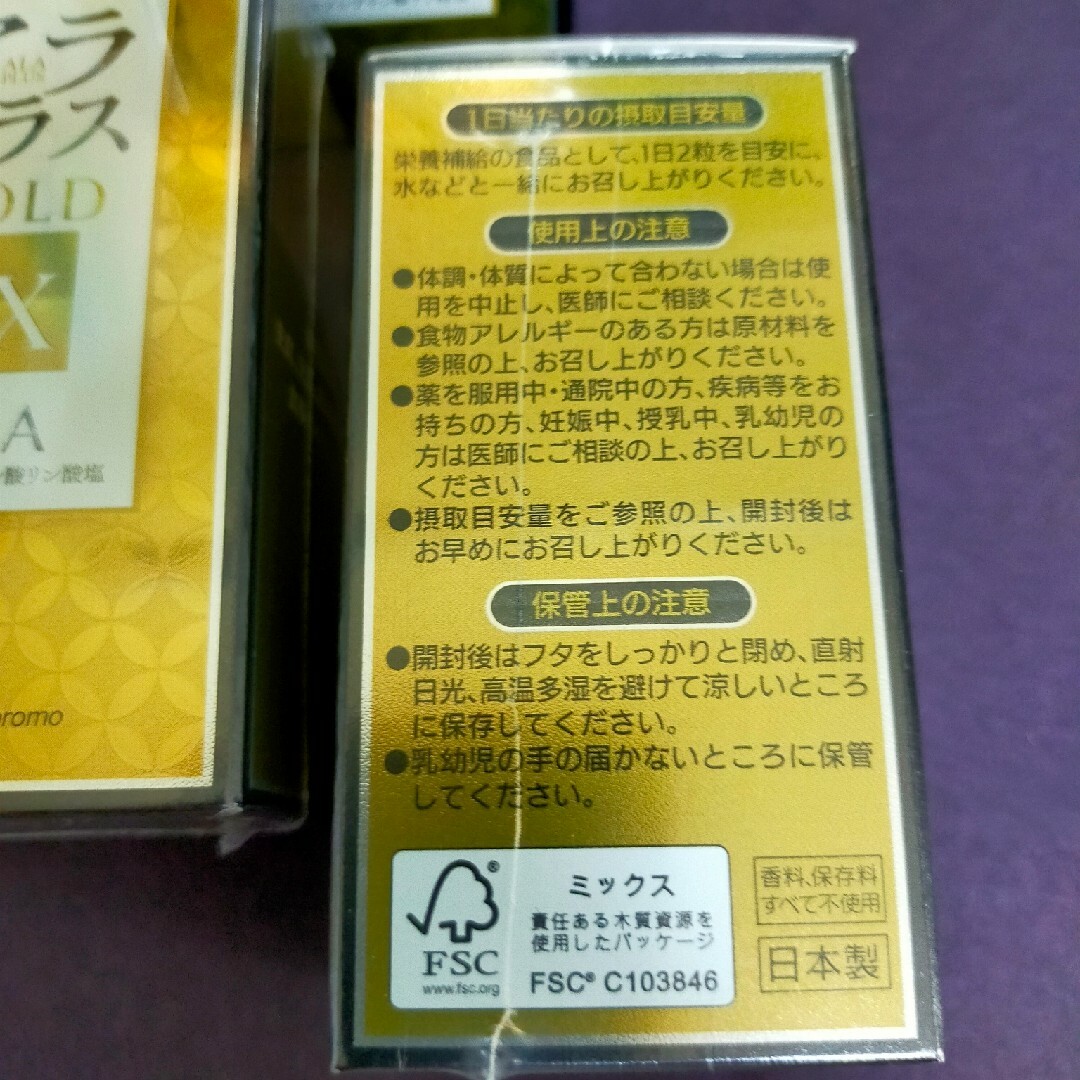 ラ
ラス
OLD
X
A
酸リン酸塩
romo
1日当たりの摂取目安量
栄養補給の食品として、1日2粒を目安に、
水などと一緒にお召し上がりください。
使用上の注意
●体調・体質によって合わない場合は使
用を中止し、医師にご相談ください。
●食物アレルギーのある方は原材料を
参照の上、お召し上がりください。
●薬を服用中・通院中の方、疾病等をお
持ちの方、妊娠中、授乳中、乳幼児の
方は医師にご相談の上、お召し上がり
ください。
●摂取目安量をご参照の上、開封後は
お早めにお召し上がりください。
保管上の注意
●開封後はフタをしっかりと閉め、直射
日光、高温多湿を避けて涼しいところ
に保存してください。
●乳幼児の手の届かないところに保管
してください。
FSC
www.fsc.org
ミックス
責任ある木質資源を
使用したパッケージ
FSC® C103846
香料、保存料
すべて不使用
日本製